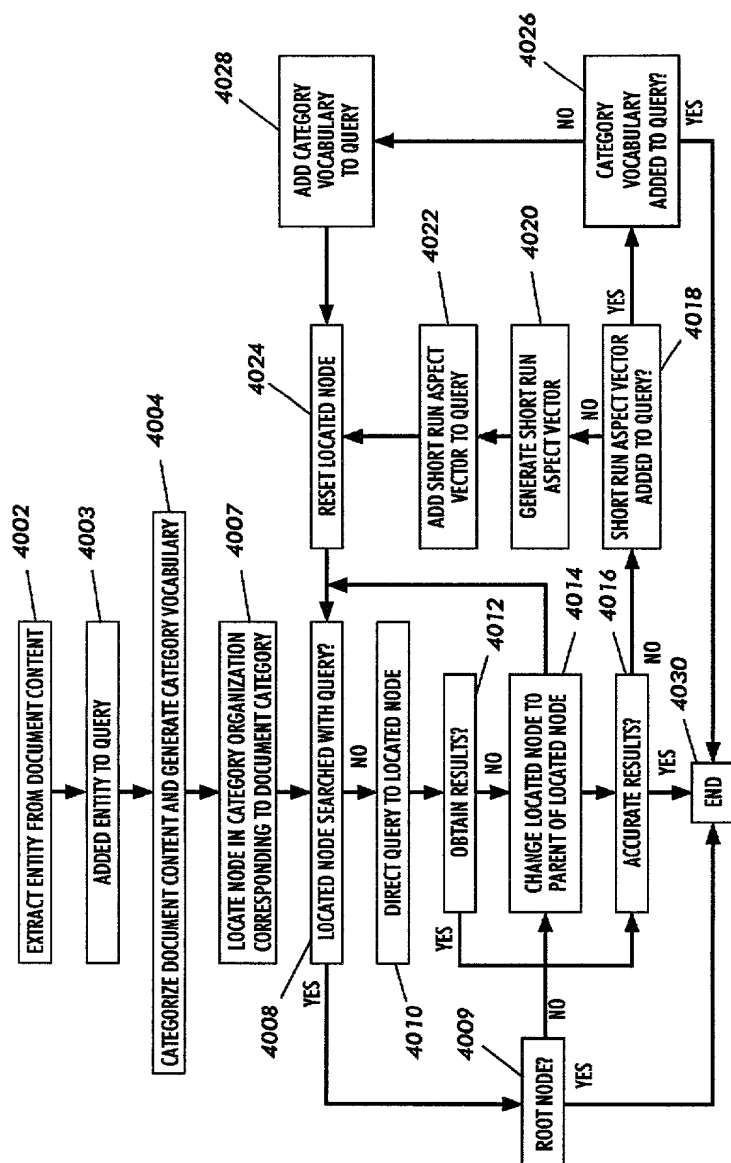 4002
EXTRACT ENTITY FROM DOCUMENT CONTENT
4003
ADDED ENTITY TO QUERY
4004
CATEGORIZE DOCUMENT CONTENT AND GENERATE CATEGORY VOCABULARY
4007
LOCATE NODE IN CATEGORY ORGANIZATION
CORRESPONDING TO DOCUMENT CATEGORY
4008
LOCATED NODE SEARCHED WITH QUERY?
YES
NO
4010
DIRECT QUERY TO LOCATED NODE
4009
ROOT NODE?
NO
YES
4012
OBTAIN RESULTS?
YES
NO
4014
CHANGE LOCATED NODE TO
PARENT OF LOCATED NODE
4016
ACCURATE RESULTS?
NO
YES
4030
END
4018
SHORT RUN ASPECT VECTOR
ADDED TO QUERY?
NO
YES
4020
GENERATE SHORT RUN
ASPECT VECTOR
4022
ADD SHORT RUN ASPECT
VECTOR TO QUERY
4024
RESET LOCATED NODE
4026
CATEGORY
VOCABULARY
ADDED TO QUERY?
NO
YES
4028
ADD CATEGORY
VOCABULARY
TO QUERY